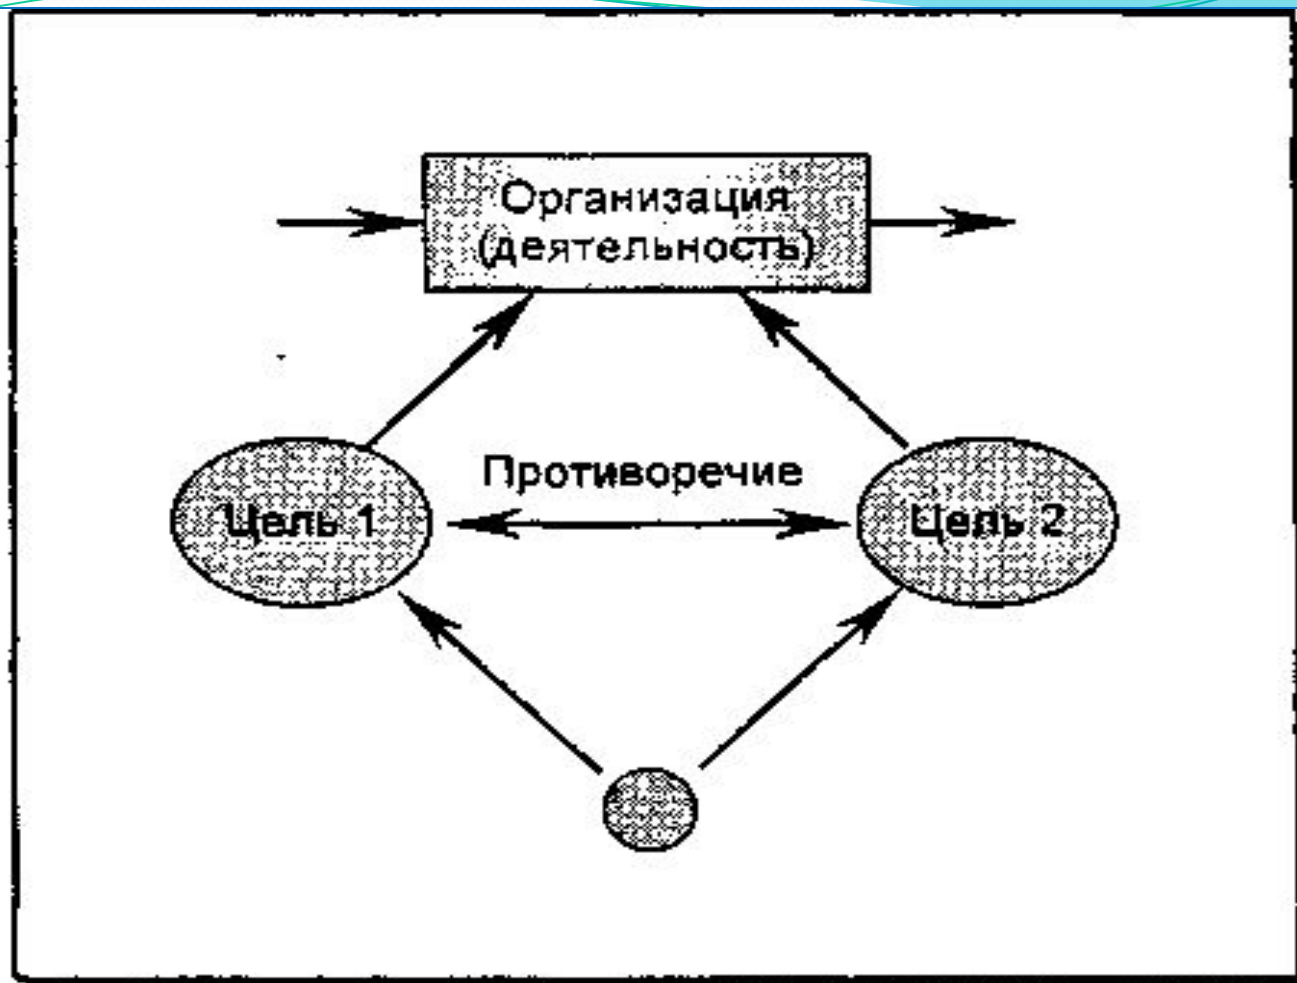 Организация
(деятельность)
Противоречие
Цель 1
Цель 2